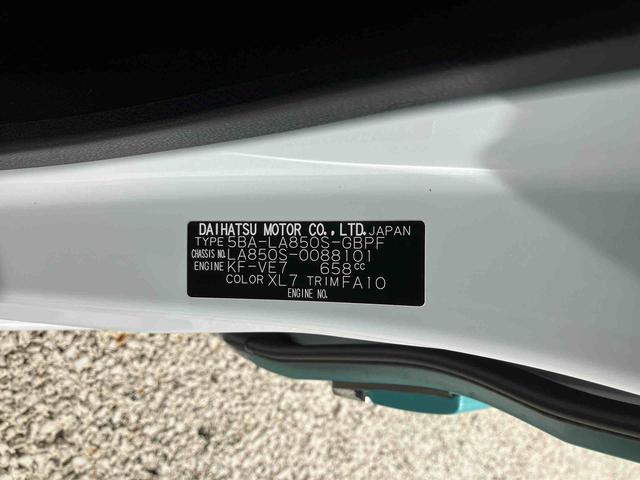 DAIHATSU MOTOR CO.,LTD. JAPAN
TYPE 5BA-LA850S-GBPF
CHASSIS NO. LA850S-0088101
ENGINE KF-VE7 658cc
COLOR XL7 TRIM FA10
ENGINE NO.